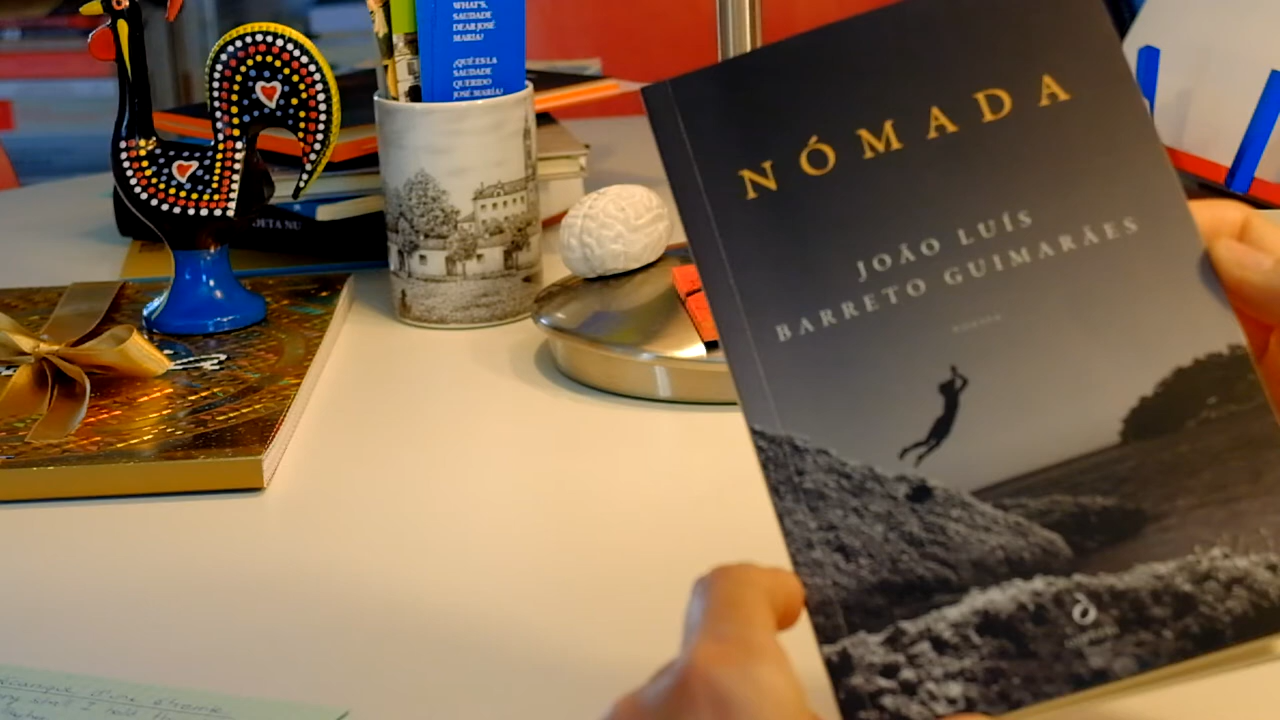 WHAT'S,
SAUDADE
DEAR JOSÉ
MARIA?
¿QUÉ ES LA
SAUDADE
QUERIDO
JOSÉ MARÍA?
NÓMADA
JOÃO LUÍS
BARRETO GUIMARÃES